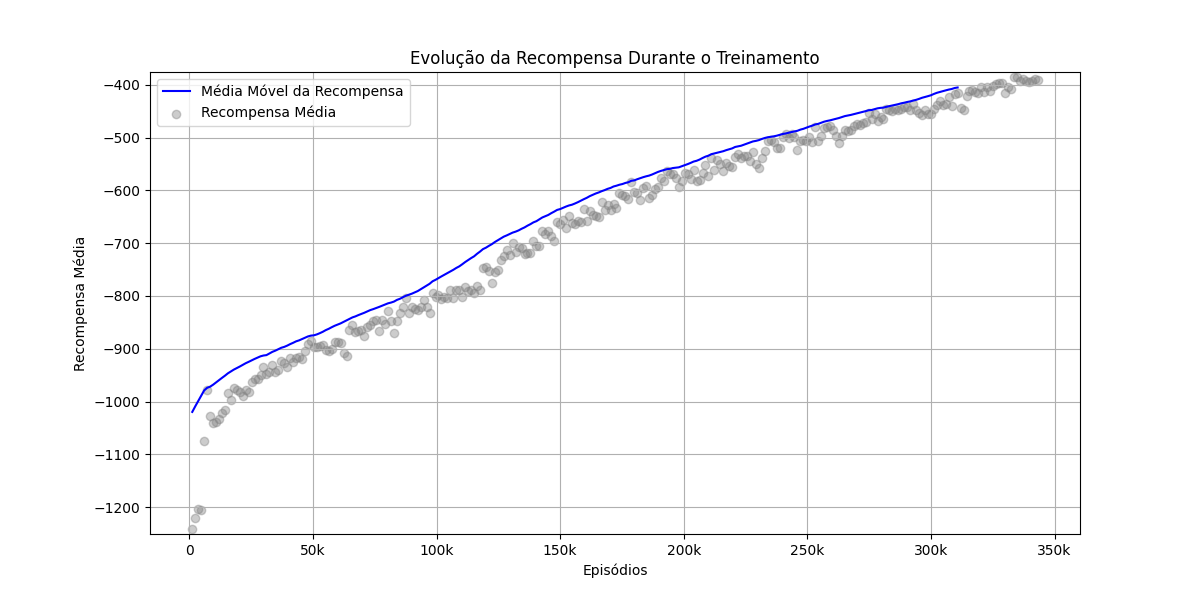 Evolução da Recompensa Durante o Treinamento
Média Móvel da Recompensa
Recompensa Média
−400
−500
−600
−700
−800
−900
−1000
−1100
−1200
Recompensa Média
0
50k
100k
150k
200k
250k
300k
350k
Episódios